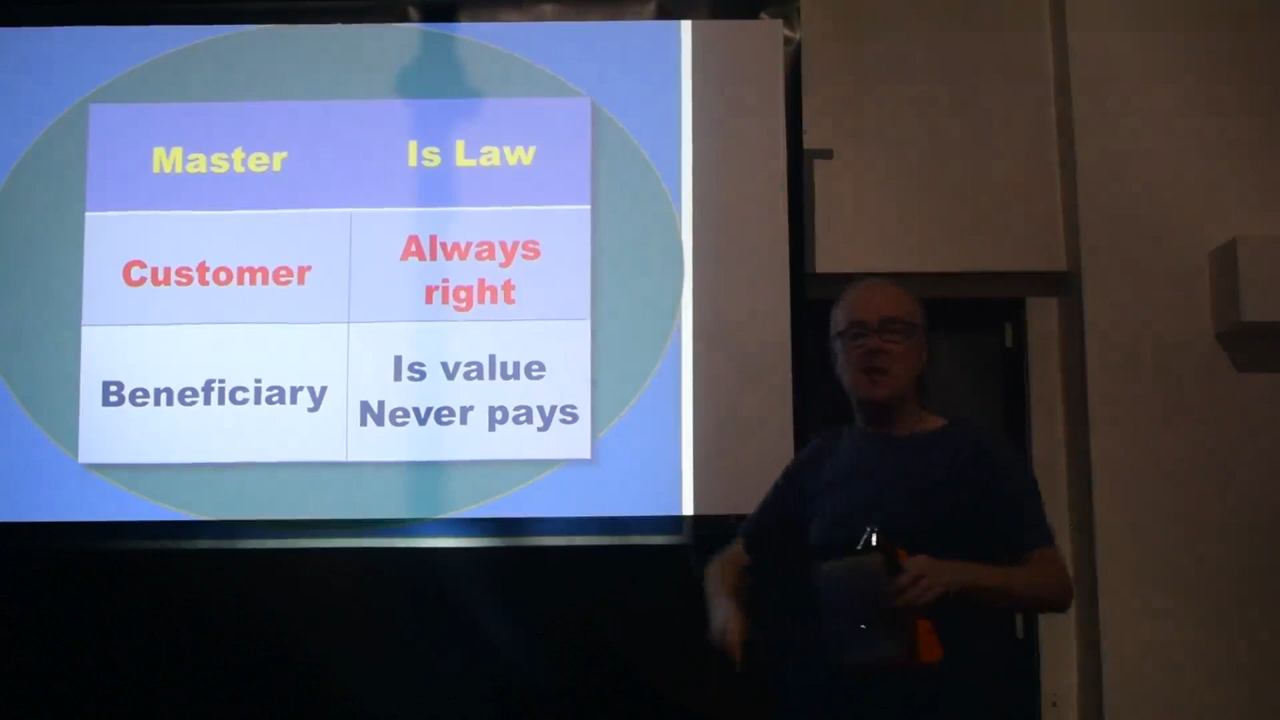 Master Is Law
Customer Always
right
Beneficiary Is value
Never pays